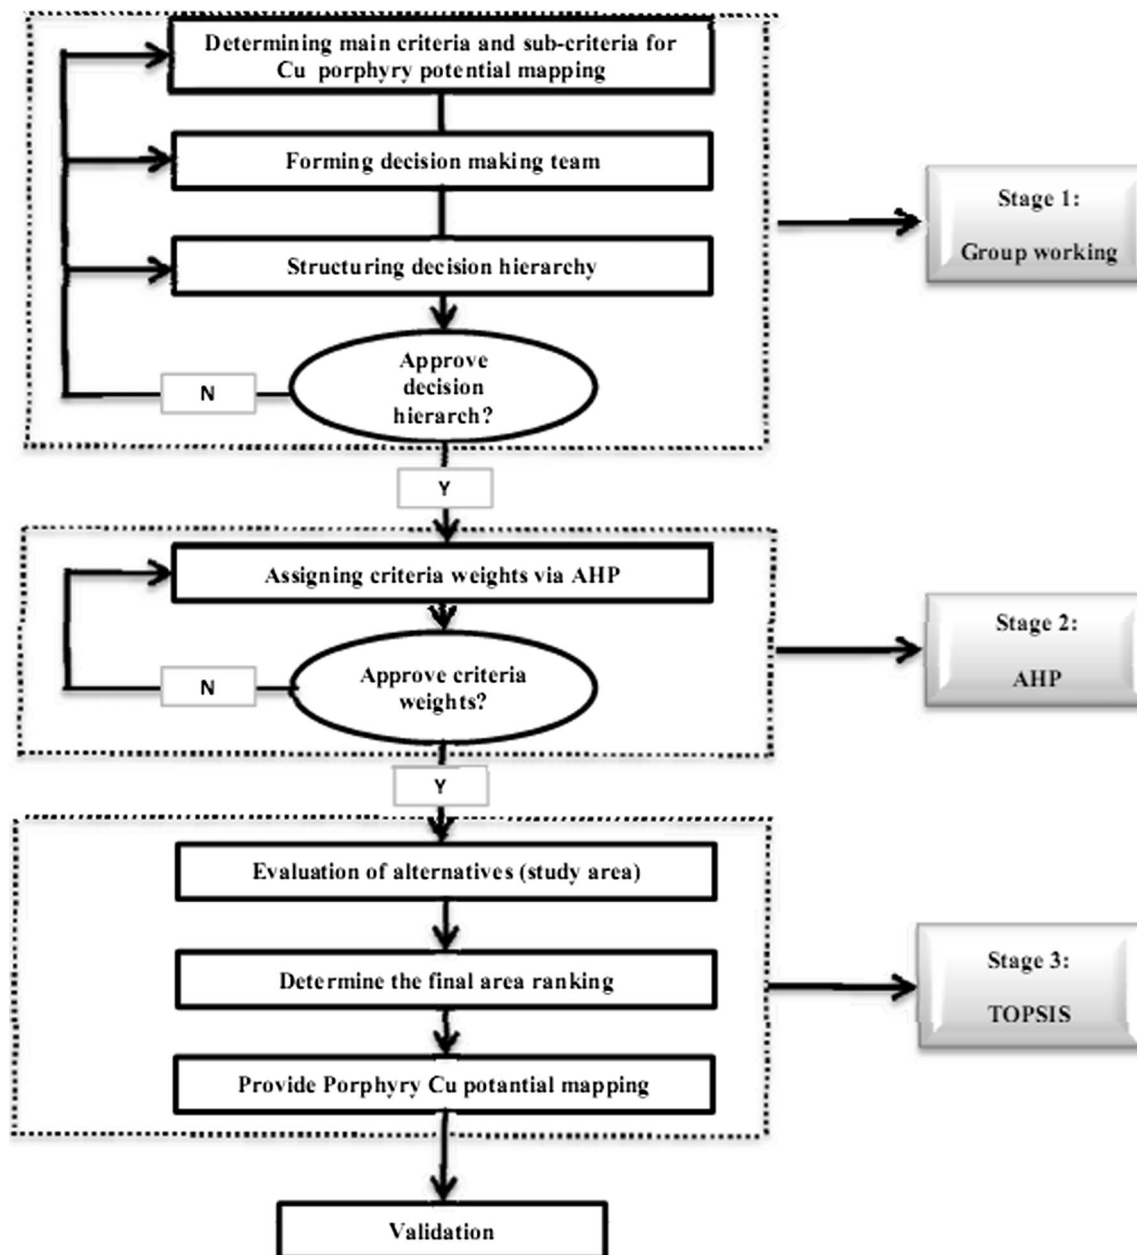 Determining main criteria and sub-criteria for
Cu porphyry potential mapping
Forming decision making team
Stage 1:
Group working
Structuring decision hierarchy
Approve
decision
hierarch?
N
Y
Assigning criteria weights via AHP
Stage 2:
AHP
Approve criteria
weights?
N
Y
Evaluation of alternatives (study area)
Determine the final area ranking
Stage 3:
TOPSIS
Provide Porphyry Cu potantial mapping
Validation